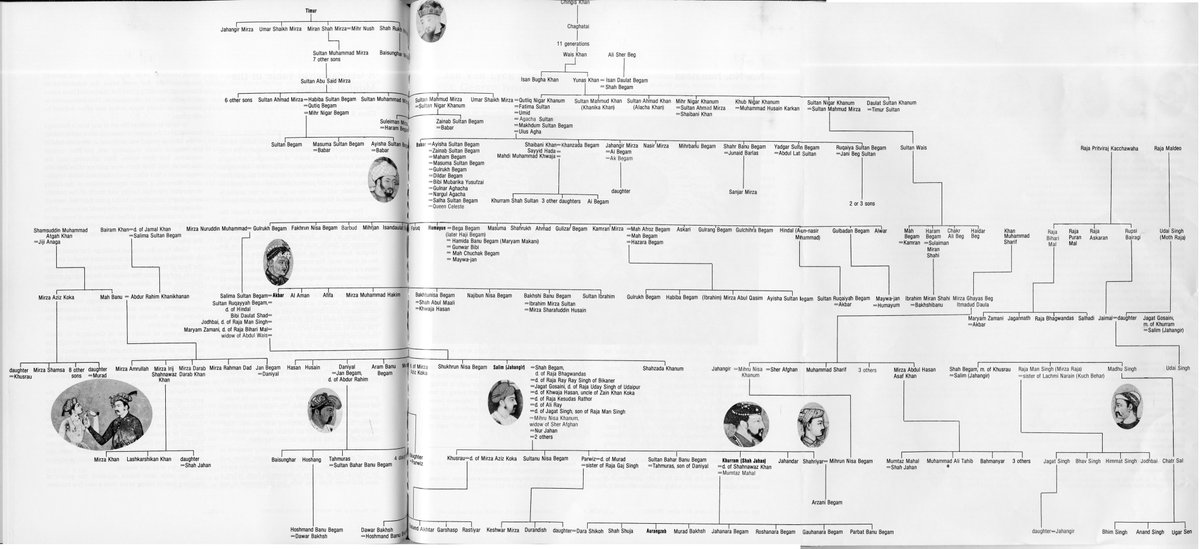 Timur
Chingis Khan
Chaghatai
11 generations
Wais Khan Ali Sher Beg
Jahangir Mirza Umar Shaikh Mirza Miran Shah Mirza═Mihr Nush Shah Rukh
Sultan Muhammad Mirza Baisunghar
7 other sons
Sultan Abu Said Mirza
Isan Bugha Khan Yunas Khan═Isan Daulat Begam
═Shah Begam
6 other sons Sultan Ahmad Mirza═Habiba Sultan Begam Sultan Muhammad
═Qutliq Begam
═Mihr Nigar Begam
Sultan Mahmud Mirza
═Sultan Nigar Khanum
Umar Shaikh Mirza═Qutliq Nigar Khanum
═Fatima Sultan
═Umid
═Agacha Sultan
═Makhdum Sultan Begam
═Ulus Agha
Sultan Mahmud Khan
(Khanika Khan)
Sultan Ahmad Khan
(Alacha Khan)
Mihr Nigar Khanum
═Sultan Ahmad Mirza
═Shaibani Khan
Khub Nigar Khanum
═Muhammad Husain Karkan
Sultan Nigar Khanum
═Sultan Mahmud Mirza
Daulat Sultan Khanum
═Timur Sultan
Suleiman
═Haram Begam
Zainab Sultan Begam
═Babar
Sultan Begam Masuma Sultan Begam
═Babar
Ayisha Sultan
═Babar
Babar═Ayisha Sultan Begam
═Zainab Sultan Begam
═Maham Begam
═Masuma Sultan Begam
═Gulrukh Begam
═Dildar Begam
═Bibi Mubarika Yusufzai
═Gulnar Aghacha
═Nargul Agacha
═Salha Sultan Begam
═Queen Celeste
Shaibani Khan═Khanzada Begam
Sayyid Hada═
Mahdi Muhammad Khwaja═
Jahangir Mirza
═Ai Begam
═Ak Begam
Nasir Mirza Mihrbanu Begam
Shahr Banu Begam
═Junaid Barlas
Yadgar Sultan Begam
═Abdul Lat Sultan
Ruqaiya Sultan Begam
═Jani Beg Sultan
Sultan Wais
Raja Pritviraj Kacchawaha Raja Maldeo
Khurram Shah Sultan 3 other daughters Ai Begam
daughter
Sanjar Mirza
2 or 3 sons
Shamsuddin Muhammad
Atgah Khan
═Jiji Anaga
Bairam Khan═d. of Jamal Khan
═Salima Sultan Begam
Mirza Nuruddin Muhammad═Gulrukh Begam Fakhrun Nisa Begam Barbud Mihrjan Isandaulat Faruq
Humayun═Bega Begam
(later Haji Begam)
═Hamida Banu Begam (Maryam Makani)
═Gunwar Bibi
═Mah Chuchak Begam
═Maywa-jan
Masuma Shahrukh Ahmad Gulizar Begam Kamran Mirza═Mah Afroz Begam
═Mah Begam
═Hazara Begam
Askari Gulrang Begam Gulchihra Begam Hindal (Abun-nasir
Muhammad)
Gulbadan Begam Alwar
Mah
Begam
═Kamran
Haram
Begam
═Sulaiman
Miran
Shahi
Chakr
Ali Beg
Haidar
Beg
Khan
Muhammad
Sharif
Raja
Bihari
Mal
Raja
Puran
Mal
Raja
Askaran
Rupsi
Bairagi
Udai Singh
(Moth Raja)
Mirza Aziz Koka Mah Banu═Abdur Rahim Khanikhanan
Salima Sultan Begam═Akbar
Sultan Ruqayyah Begam,
d. of Hindal
Bibi Daulat Shad═
Jodhbai, d. of Raja Man Singh═
Maryam Zamani, d. of Raja Bihari Mal═
widow of Abdul Wais═
Al Aman Afifa Mirza Muhammad Hakim
Bakhtunisa Begam
═Shah Abul Maali
═Khwaja Hasan
Najibun Nisa Begam
Bakhshi Banu Begam
═Ibrahim Mirza Sultan
═Mirza Sharafuddin Husain
Sultan Ibrahim
Gulrukh Begam Habiba Begam (Ibrahim) Mirza Abul Qasim Ayisha Sultan Begam
Sultan Ruqaiyah Begam
═Akbar
Maywa-jan
═Humayum
Ibrahim Miran Shahi
═Bakhshibanu
Mirza Ghayas Beg
Itmadud Daula
Maryam Zamani
═Akbar
Jagannath Raja Bhagwandas Salhadi Jaimal═daughter
Jagat Gosaini,
m. of Khurram
═Salim (Jahangir)
daughter
═Khusrau
Mirza Shamsa
6 other
sons
daughter
═Murad
Mirza Amrullah
Mirza Irij
Shahnawaz
Khan
Mirza Darab
Darab Khan
Mirza Rahman Dad
Jan Begam
═Daniyal
Hasan Husain
Daniyal
═Jan Begam,
d. of Abdur Rahim
Aram Banu
Begam
d. of Mirza
Aziz Koka
Shukhrun Nisa Begam
Salim (Jahangir)═Shah Begam,
d. of Raja Bhagwandas
═d. of Raja Ray Ray Singh of Bikaner
═Jagat Gosaini, d. of Raja Uday Singh of Udaipur
═d. of Khwaja Hasan, uncle of Zain Khan Koka
═d. of Raja Kesudas Rathor
═d. of Ali Ray
═d. of Jagat Singh, son of Raja Man Singh
═Mihru Nisa Khanum,
widow of Sher Afghan
═Nur Jahan
═2 others
Shahzada Khanum
Jahangir═Mihru Nisa═Sher Afghan
Khanum
Muhammad Sharif 3 others
Mirza Abdul Hasan
Asaf Khan
Shah Begam, m. of Khusrau
═Salim (Jahangir)
Raja Man Singh (Mirza Raja)
═sister of Lachmi Narain (Kuch Behar)
Madhu Singh
Udai Singh
Mirza Khan Lashkarshikan Khan daughter
═Shah Jahan
Baisunghar Hoshang Tahmuras
═Sultan Bahar Banu Begam
4
daughter
═Parwiz
Khusrau═d. of Mirza Aziz Koka
Sultanu Nisa Begam
Parwiz═d. of Murad
═sister of Raja Gaj Singh
Sultan Bahar Banu Begam
═Tahmuras, son of Daniyal
Khurram (Shah Jahan)
═d. of Shahnawaz Khan
═Mumtaz Mahal
Jahandar Shahriyar═Mihrun Nisa Begam
Arzani Begam
Mumtaz Mahal
═Shah Jahan
Muhammad Ali Tahib Bahmanyar 3 others
Jagat Singh Bhav Singh Himmat Singh Jodhbai Chatr Sal
Hoshmand Banu Begam
═Dawar Bakhsh
Dawar Bakhsh
═Hoshmand Banu
Buland Akhtar Garshasp Rastiyar Keshwar Mirza Durandish daughter═Dara Shikoh Shah Shuja Aurangzeb Murad Bakhsh Jahanara Begam Roshanara Begam Gauhanara Begam Parbat Banu Begam
daughter═Jahangir
Bhim Singh Anand Singh Ugar Sen